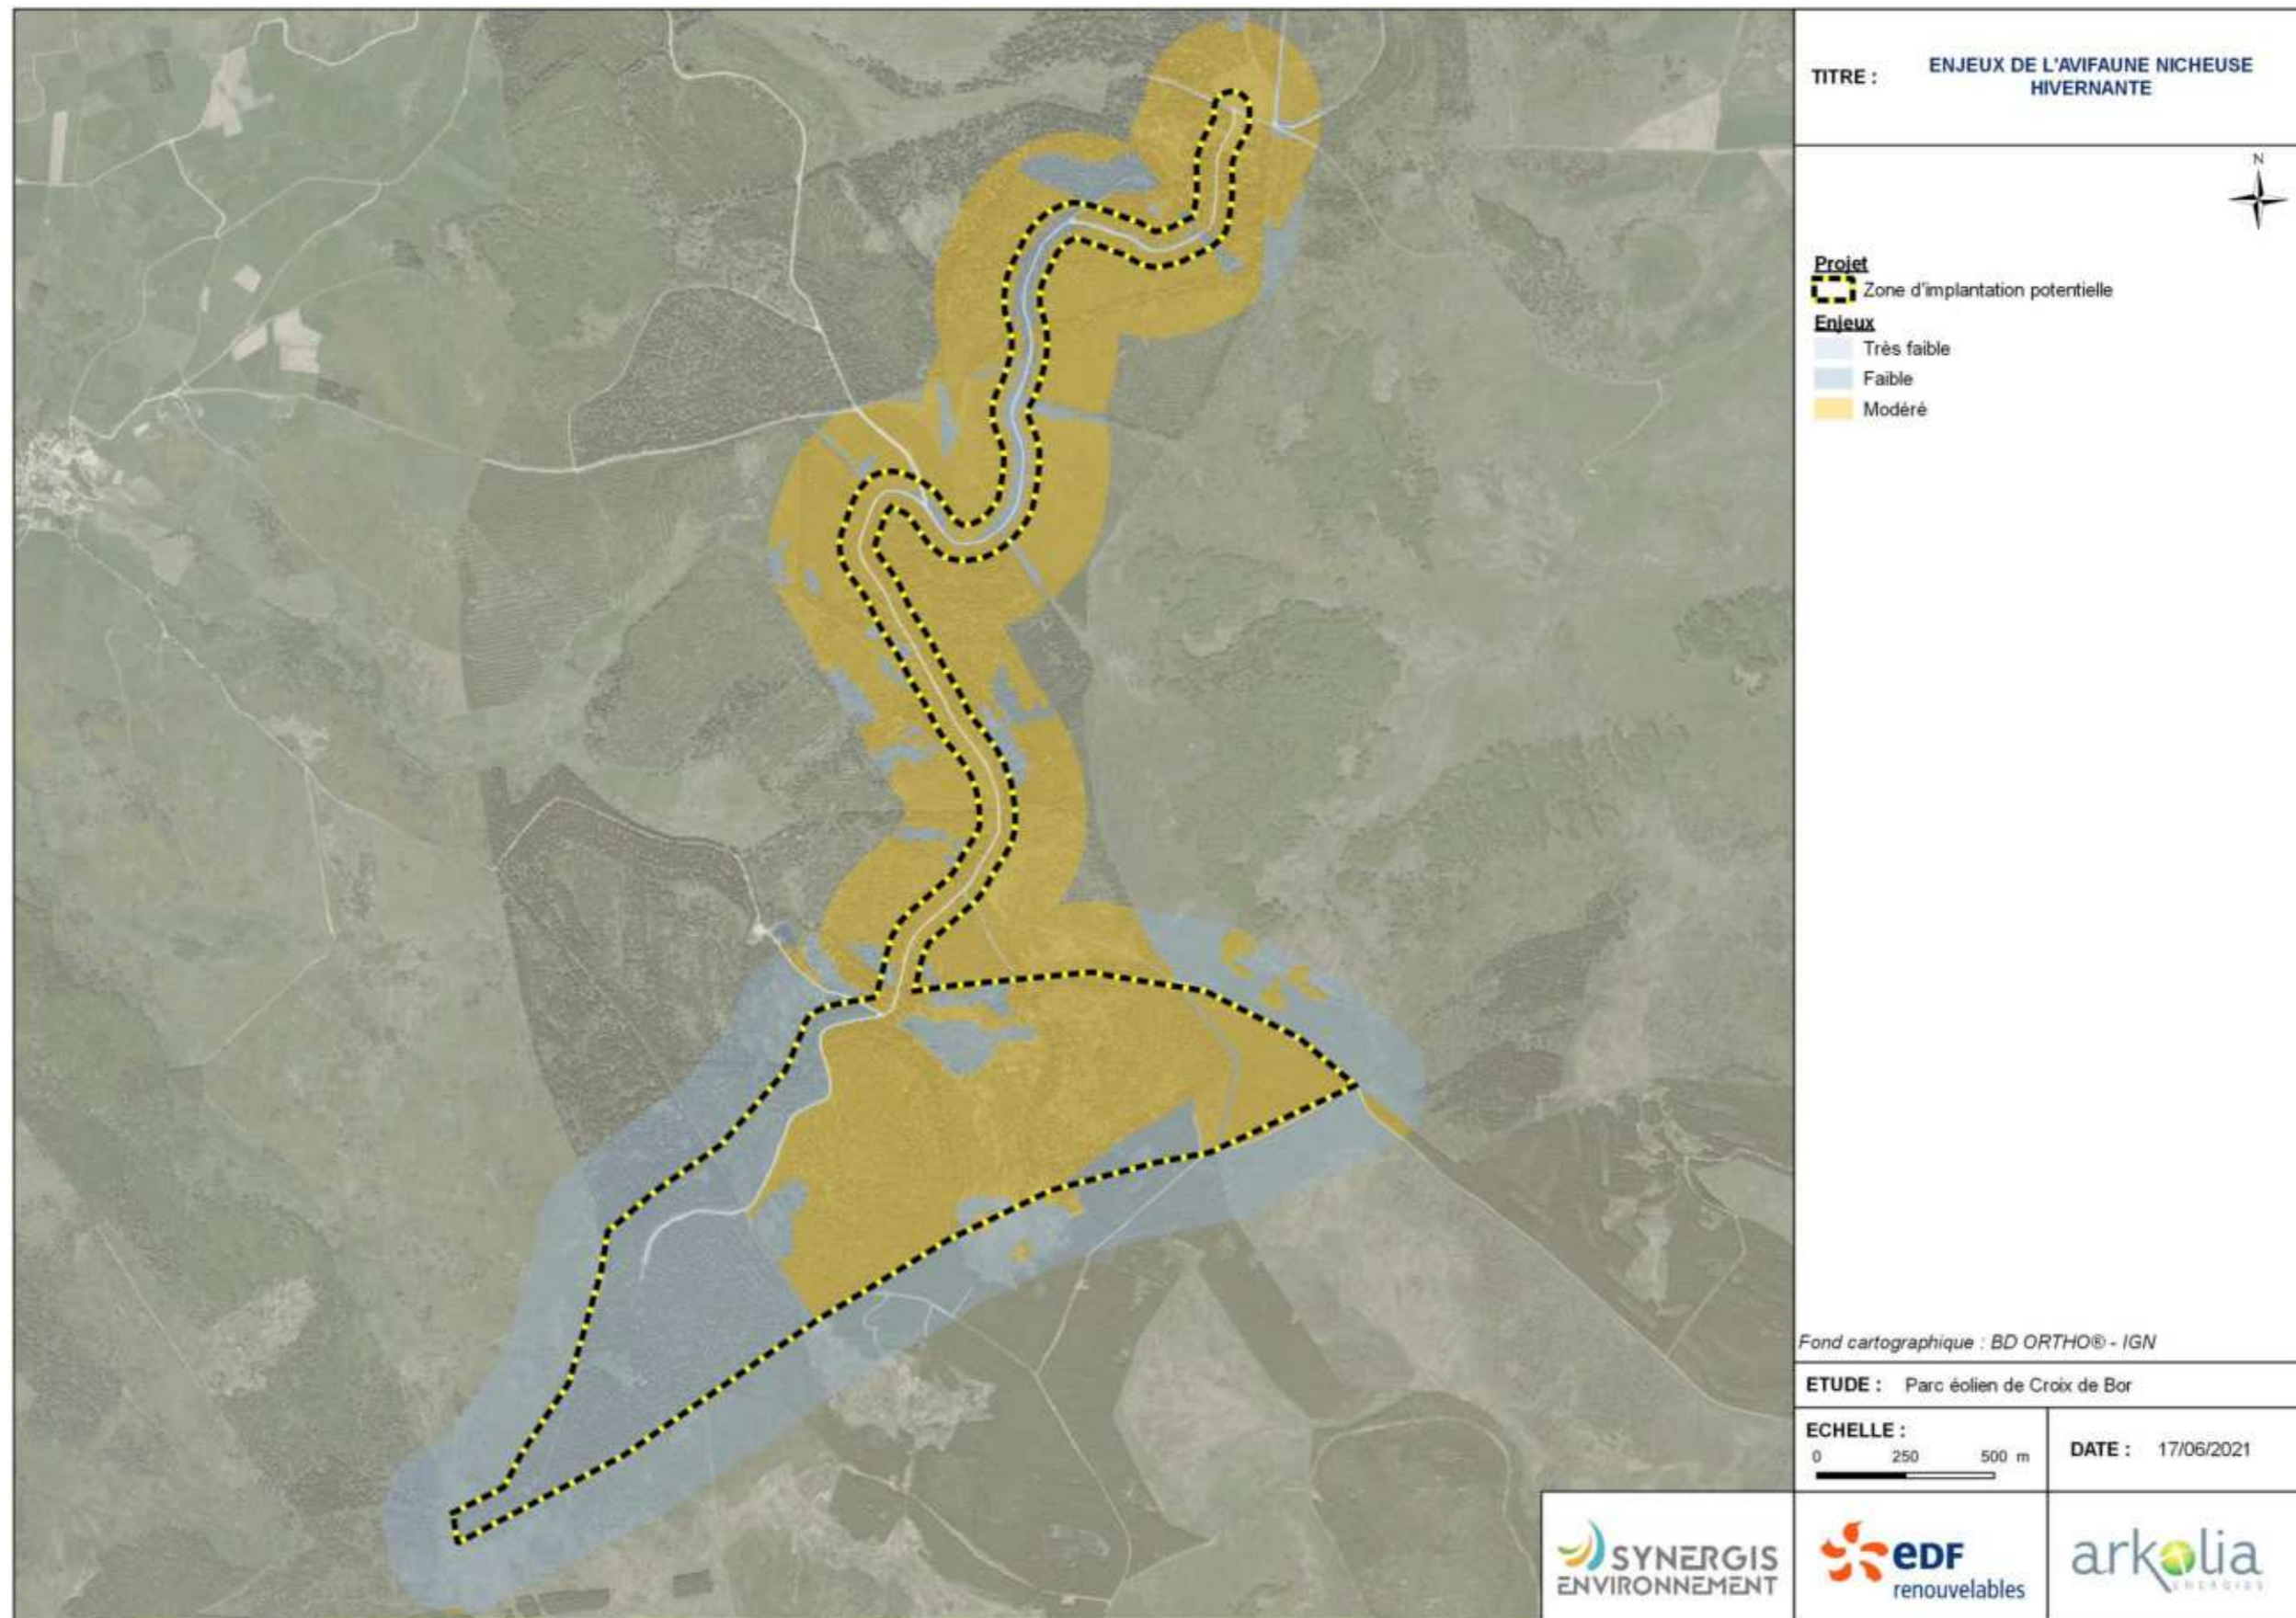 TITRE :
ENJEUX DE L'AVIFAUNE NICHEUSE
HIVERNANTE
N
Projet
Zone d'implantation potentielle
Enjeux
Très faible
Faible
Modéré
Fond cartographique : BD ORTHO® - IGN
ETUDE : Parc éolien de Croix de Bor
ECHELLE :
0 250 500 m
DATE : 17/06/2021
SYNERGIS
ENVIRONNEMENT
eDF
renouvelables
arkolia
ENERGIES